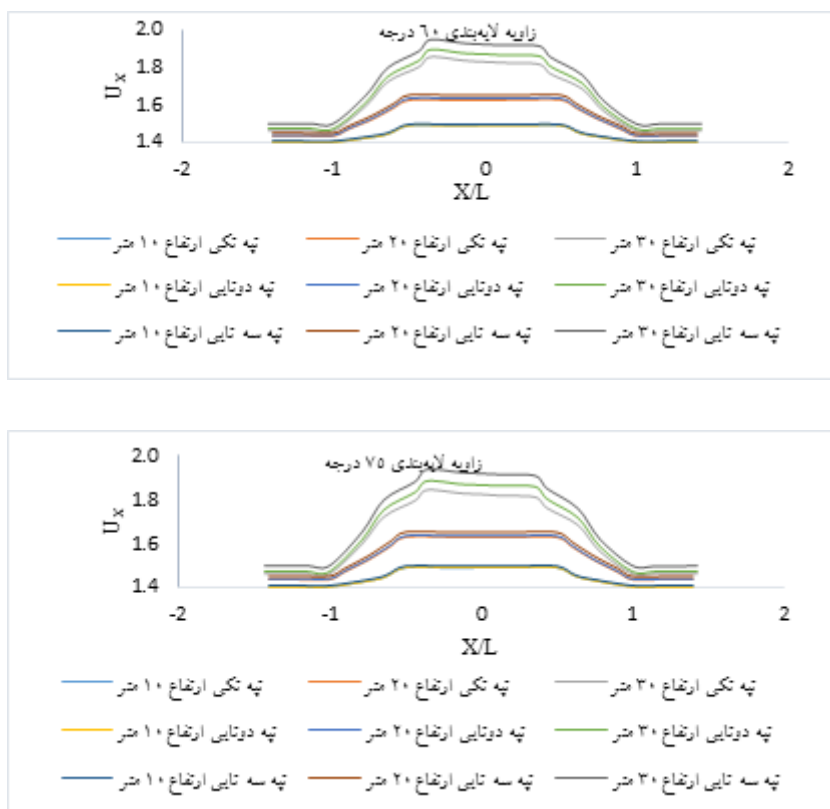 زاویه لایه‌بندی ٦٠ درجه
2.0
1.8
1.6
1.4
Uₓ
-2
-1
0
1
2
X/L
تپه تکی ارتفاع ۱۰ متر
تپه تکی ارتفاع ۲۰ متر
تپه تکی ارتفاع ۳۰ متر
تپه دوتایی ارتفاع ۱۰ متر
تپه دوتایی ارتفاع ۲۰ متر
تپه دوتایی ارتفاع ۳۰ متر
تپه سه تایی ارتفاع ۱۰ متر
تپه سه تایی ارتفاع ۲۰ متر
تپه سه تایی ارتفاع ۳۰ متر
زاویه لایه‌بندی ۷۵ درجه
2.0
1.8
1.6
1.4
Uₓ
-2
-1
0
1
2
X/L
تپه تکی ارتفاع ۱۰ متر
تپه تکی ارتفاع ۲۰ متر
تپه تکی ارتفاع ۳۰ متر
تپه دوتایی ارتفاع ۱۰ متر
تپه دوتایی ارتفاع ۲۰ متر
تپه دوتایی ارتفاع ۳۰ متر
تپه سه تایی ارتفاع ۱۰ متر
تپه سه تایی ارتفاع ۲۰ متر
تپه سه تایی ارتفاع ۳۰ متر